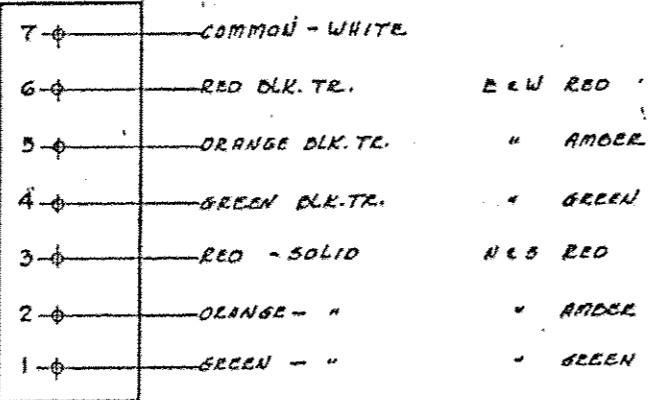 7 COMMON - WHITE
6 RED BLK. TR. E & W RED
5 ORANGE BLK. TR. " AMBER
4 GREEN BLK. TR. " GREEN
3 RED - SOLID N & S RED
2 ORANGE - " " AMBER
1 GREEN - " " GREEN